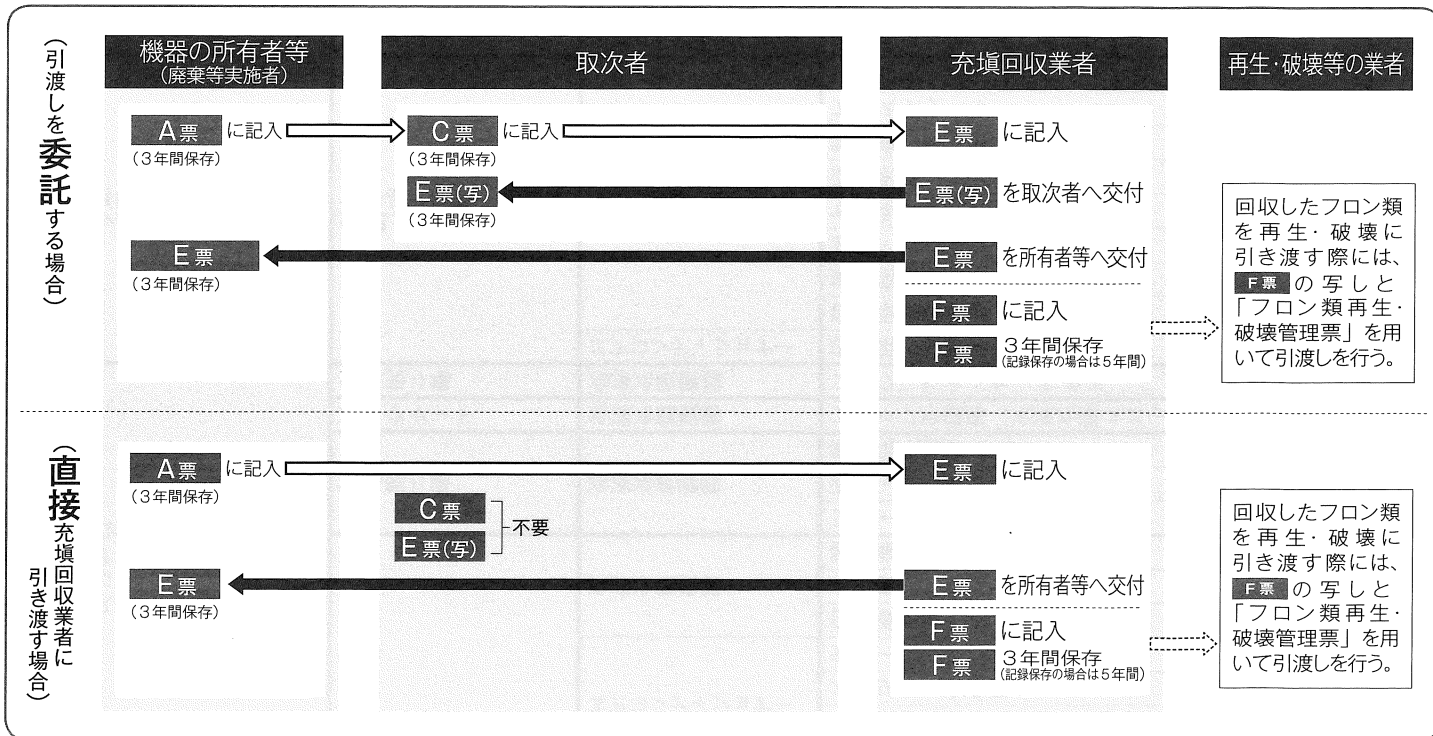 機器の所有者等
(廃棄等実施者)
取次者
充塡回収業者
再生・破壊等の業者
(引渡しを委託する場合)
A票 に記入
(3年間保存)
C票 に記入
(3年間保存)
E票 に記入
E票(写)
(3年間保存)
E票(写) を取次者へ交付
E票
(3年間保存)
E票 を所有者等へ交付
F票 に記入
F票 3年間保存
(記録保存の場合は5年間)
回収したフロン類
を再生・破壊に
引き渡す際には、
F票 の写しと
「フロン類再生・
破壊管理票」を用
いて引渡しを行う。
(直接充塡回収業者に
引き渡す場合)
A票 に記入
(3年間保存)
E票 に記入
C票
E票(写)
不要
E票
(3年間保存)
E票 を所有者等へ交付
F票 に記入
F票 3年間保存
(記録保存の場合は5年間)
回収したフロン類
を再生・破壊に
引き渡す際には、
F票 の写しと
「フロン類再生・
破壊管理票」を用
いて引渡しを行う。